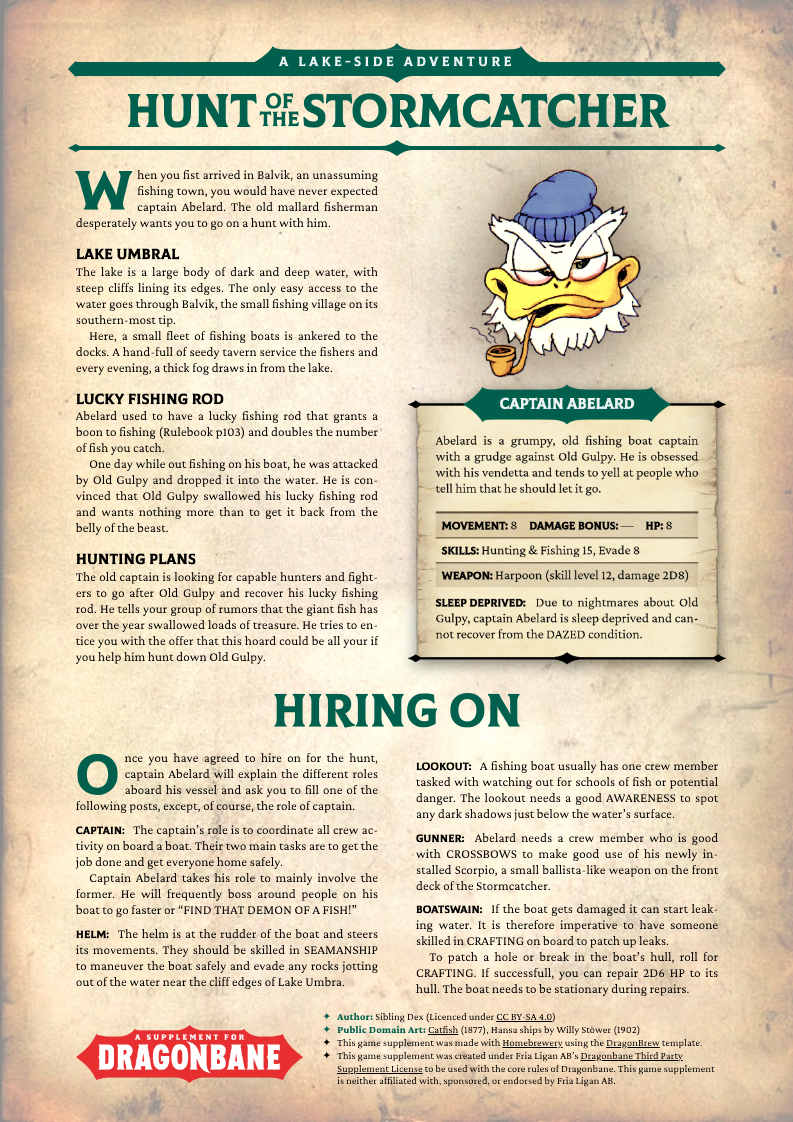 A LAKE-SIDE ADVENTURE
HUNT OF THE STORMCATCHER
When you fist arrived in Balvik, an unassuming
fishing town, you would have never expected
captain Abelard. The old mallard fisherman
desperately wants you to go on a hunt with him.
LAKE UMBRAL
The lake is a large body of dark and deep water, with
steep cliffs lining its edges. The only easy access to the
water goes through Balvik, the small fishing village on its
southern-most tip.
Here, a small fleet of fishing boats is ankered to the
docks. A hand-full of seedy tavern service the fishers and
every evening, a thick fog draws in from the lake.
LUCKY FISHING ROD
Abelard used to have a lucky fishing rod that grants a
boon to fishing (Rulebook p103) and doubles the number
of fish you catch.
One day while out fishing on his boat, he was attacked
by Old Gulpy and dropped it into the water. He is con-
vinced that Old Gulpy swallowed his lucky fishing rod
and wants nothing more than to get it back from the
belly of the beast.
HUNTING PLANS
The old captain is looking for capable hunters and fight-
ers to go after Old Gulpy and recover his lucky fishing
rod. He tells your group of rumors that the giant fish has
over the year swallowed loads of treasure. He tries to en-
tice you with the offer that this hoard could be all your if
you help him hunt down Old Gulpy.
CAPTAIN ABELARD
Abelard is a grumpy, old fishing boat captain
with a grudge against Old Gulpy. He is obsessed
with his vendetta and tends to yell at people who
tell him that he should let it go.
MOVEMENT: 8 DAMAGE BONUS: — HP: 8
SKILLS: Hunting & Fishing 15, Evade 8
WEAPON: Harpoon (skill level 12, damage 2D8)
SLEEP DEPRIVED: Due to nightmares about Old
Gulpy, captain Abelard is sleep deprived and can-
not recover from the DAZED condition.
HIRING ON
Once you have agreed to hire on for the hunt,
captain Abelard will explain the different roles
aboard his vessel and ask you to fill one of the
following posts, except, of course, the role of captain.
CAPTAIN: The captain's role is to coordinate all crew ac-
tivity on board a boat. Their two main tasks are to get the
job done and get everyone home safely.
Captain Abelard takes his role to mainly involve the
former. He will frequently boss around people on his
boat to go faster or “FIND THAT DEMON OF A FISH!”
HELM: The helm is at the rudder of the boat and steers
its movements. They should be skilled in SEAMANSHIP
to maneuver the boat safely and evade any rocks jotting
out of the water near the cliff edges of Lake Umbra.
LOOKOUT: A fishing boat usually has one crew member
tasked with watching out for schools of fish or potential
danger. The lookout needs a good AWARENESS to spot
any dark shadows just below the water's surface.
GUNNER: Abelard needs a crew member who is good
with CROSSBOWS to make good use of his newly in-
stalled Scorpio, a small ballista-like weapon on the front
deck of the Stormcatcher.
BOATSWAIN: If the boat gets damaged it can start leak-
ing water. It is therefore imperative to have someone
skilled in CRAFTING on board to patch up leaks.
To patch a hole or break in the boat's hull, roll for
CRAFTING. If successfull, you can repair 2D6 HP to its
hull. The boat needs to be stationary during repairs.
A SUPPLEMENT FOR
DRAGONBANE
✦ Author: Sibling Dex (Licenced under CC BY-SA 4.0)
✦ Public Domain Art: Catfish (1877), Hansa ships by Willy Stöwer (1902)
✦ This game supplement was made with Homebrewery using the DragonBrew template.
✦ This game supplement was created under Fria Ligan AB's Dragonbane Third Party
Supplement License to be used with the core rules of Dragonbane. This game supplement
is neither affiliated with, sponsored, or endorsed by Fria Ligan AB.